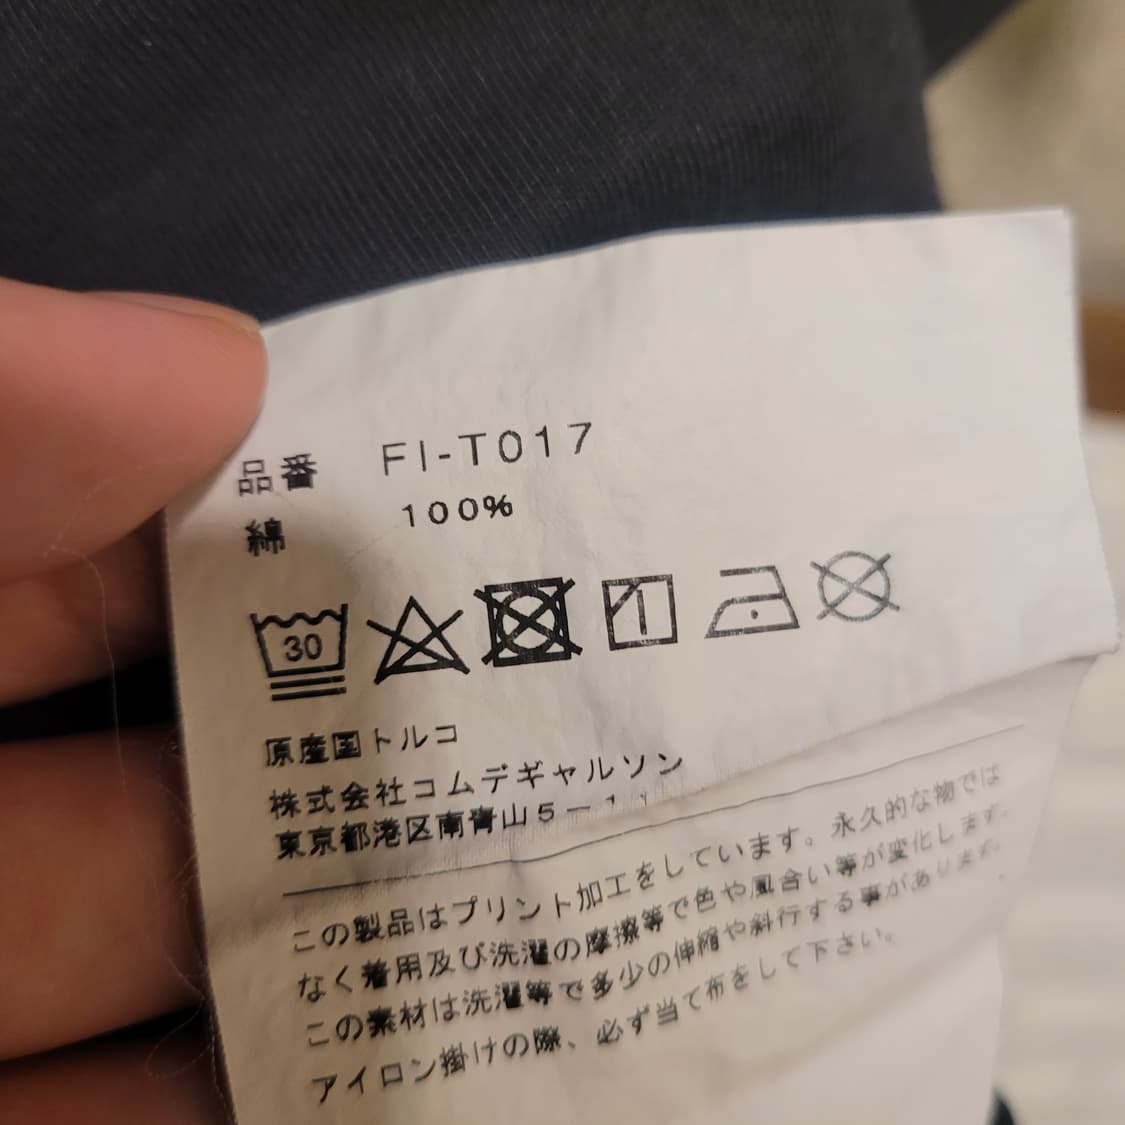 品番 FI-T017
綿 100%
30
原産国トルコ
株式会社コムデギャルソン
東京都港区南青山5－1
この製品はプリント加工をしています。永久的な物では
なく着用及び洗濯の摩擦等で色や風合い等が変化します。
この素材は洗濯等で多少の伸縮や斜行する事があります。
アイロン掛けの際、必ず当て布をして下さい。